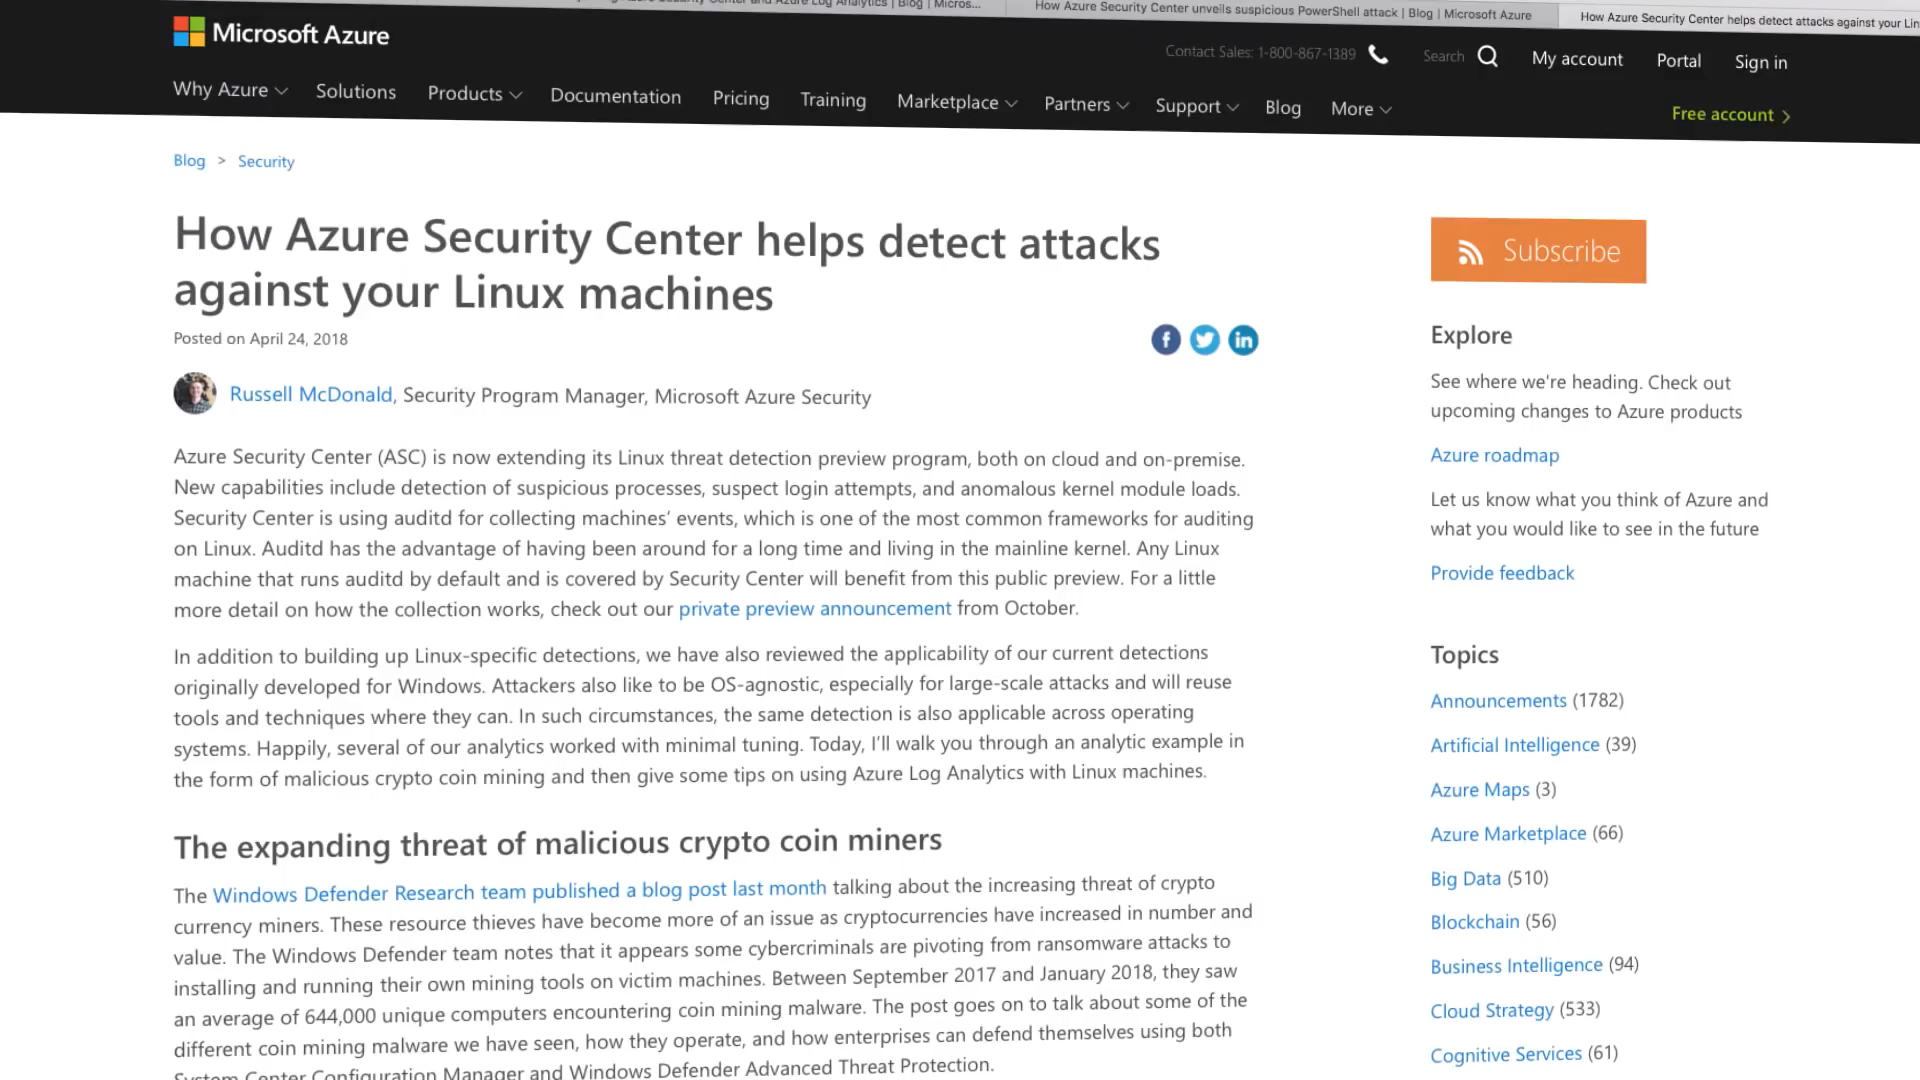 Azure Log Analytics | Blog | Micros...
How Azure Security Center unveils suspicious PowerShell attack | Blog | Microsoft Azure
How Azure Security Center helps detect attacks against your Lin
Microsoft Azure
Contact Sales: 1-800-867-1389
Search
My account
Portal
Sign in
Why Azure
Solutions
Products
Documentation
Pricing
Training
Marketplace
Partners
Support
Blog
More
Free account
Blog > Security
How Azure Security Center helps detect attacks
against your Linux machines
Posted on April 24, 2018
Russell McDonald, Security Program Manager, Microsoft Azure Security
Azure Security Center (ASC) is now extending its Linux threat detection preview program, both on cloud and on-premise.
New capabilities include detection of suspicious processes, suspect login attempts, and anomalous kernel module loads.
Security Center is using auditd for collecting machines’ events, which is one of the most common frameworks for auditing
on Linux. Auditd has the advantage of having been around for a long time and living in the mainline kernel. Any Linux
machine that runs auditd by default and is covered by Security Center will benefit from this public preview. For a little
more detail on how the collection works, check out our private preview announcement from October.
In addition to building up Linux-specific detections, we have also reviewed the applicability of our current detections
originally developed for Windows. Attackers also like to be OS-agnostic, especially for large-scale attacks and will reuse
tools and techniques where they can. In such circumstances, the same detection is also applicable across operating
systems. Happily, several of our analytics worked with minimal tuning. Today, I’ll walk you through an analytic example in
the form of malicious crypto coin mining and then give some tips on using Azure Log Analytics with Linux machines.
The expanding threat of malicious crypto coin miners
The Windows Defender Research team published a blog post last month talking about the increasing threat of crypto
currency miners. These resource thieves have become more of an issue as cryptocurrencies have increased in number and
value. The Windows Defender team notes that it appears some cybercriminals are pivoting from ransomware attacks to
installing and running their own mining tools on victim machines. Between September 2017 and January 2018, they saw
an average of 644,000 unique computers encountering coin mining malware. The post goes on to talk about some of the
different coin mining malware we have seen, how they operate, and how enterprises can defend themselves using both
System Center Configuration Manager and Windows Defender Advanced Threat Protection.
Subscribe
Explore
See where we're heading. Check out
upcoming changes to Azure products
Azure roadmap
Let us know what you think of Azure and
what you would like to see in the future
Provide feedback
Topics
Announcements (1782)
Artificial Intelligence (39)
Azure Maps (3)
Azure Marketplace (66)
Big Data (510)
Blockchain (56)
Business Intelligence (94)
Cloud Strategy (533)
Cognitive Services (61)